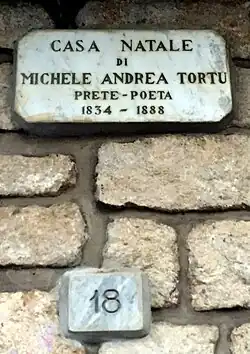 CASA NATALE
DI
MICHELE ANDREA TORTU
PRETE-POETA
1834 - 1888
18